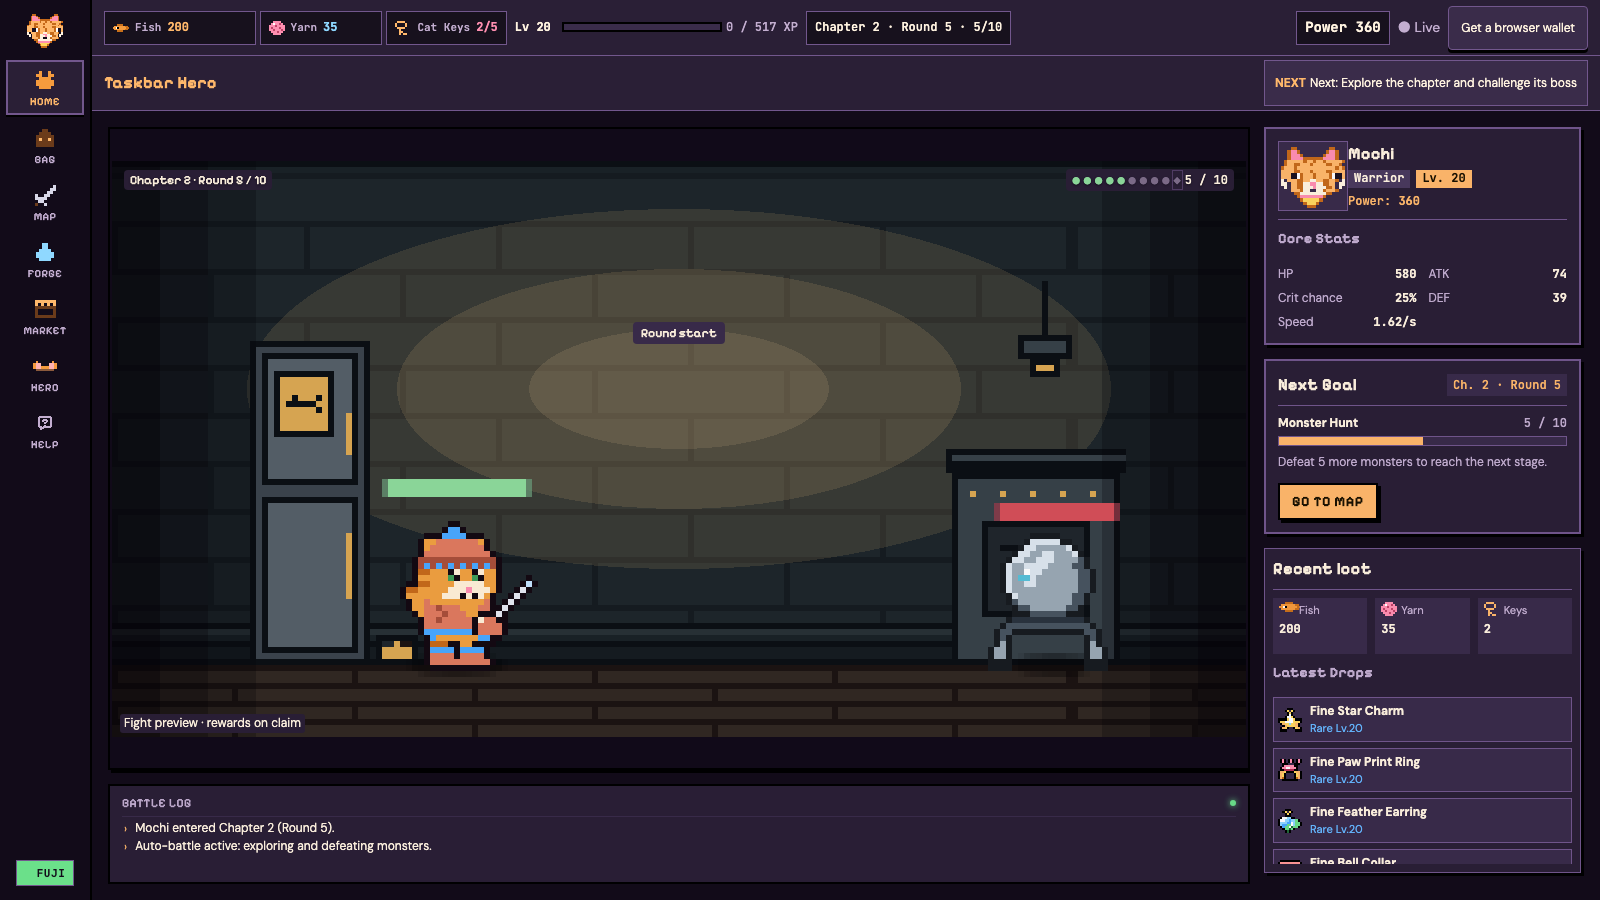 Fish 200
Yarn 35
Cat Keys 2/5
Lv 20
0 / 517 XP
Chapter 2 · Round 5 · 5/10
Power 360
Live
Get a browser wallet
Taskbar Hero
NEXT Next: Explore the chapter and challenge its boss
HOME
BAG
MAP
FORGE
MARKET
HERO
HELP
FUJI
Chapter 2 · Round 5 / 10
5 / 10
Round start
Fight preview · rewards on claim
BATTLE LOG
› Mochi entered Chapter 2 (Round 5).
› Auto-battle active: exploring and defeating monsters.
Mochi
Warrior Lv. 20
Power: 360
Core Stats
HP 580 ATK 74
Crit chance 25% DEF 39
Speed 1.62/s
Next Goal
Ch. 2 · Round 5
Monster Hunt 5 / 10
Defeat 5 more monsters to reach the next stage.
GO TO MAP
Recent loot
Fish 200
Yarn 35
Keys 2
Latest Drops
Fine Star Charm
Rare Lv.20
Fine Paw Print Ring
Rare Lv.20
Fine Feather Earring
Rare Lv.20
Fine Bell Collar